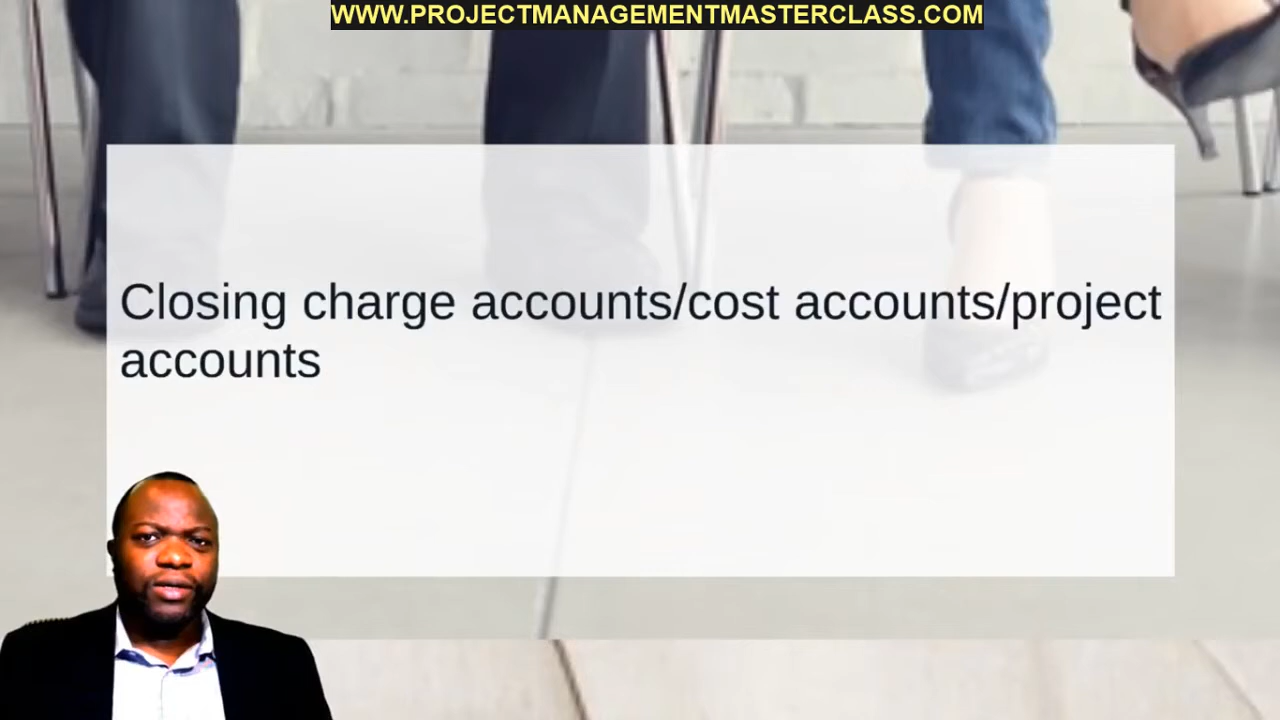 WWW.PROJECTMANAGEMENTMASTERCLASS.COM
Closing charge accounts/cost accounts/project
accounts